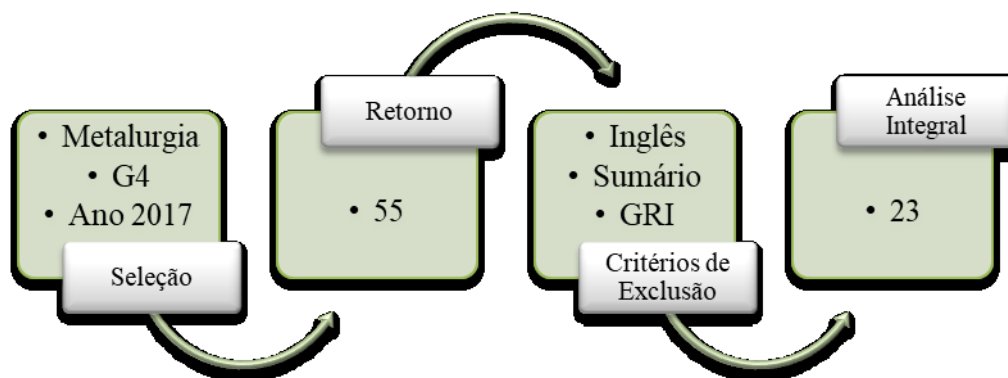 • Metalurgia
• G4
• Ano 2017
Seleção
Retorno
• 55
• Inglês
• Sumário
• GRI
Critérios de
Exclusão
Análise
Integral
• 23